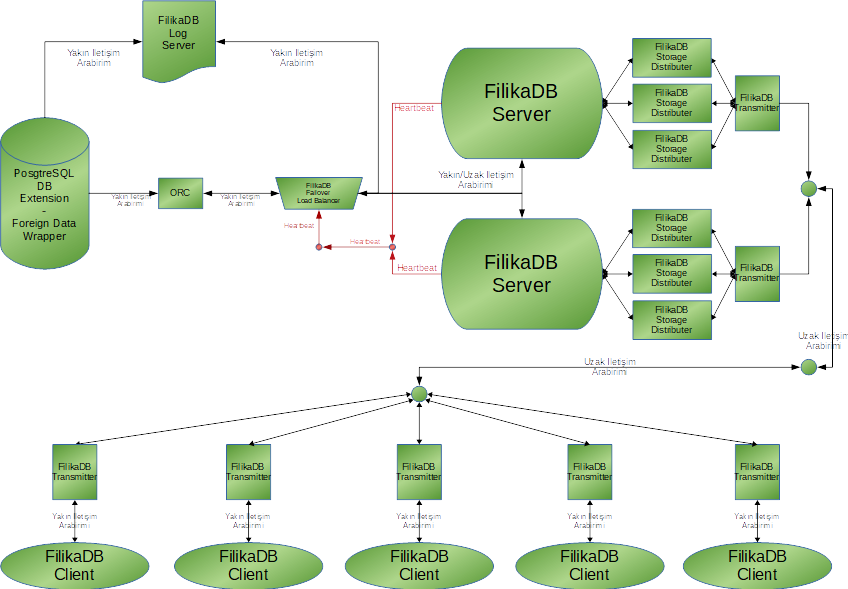 FilikaDB
Log
Server
Yakın İletişim
Arabirim
Yakın İletişim
Arabirim
PosgtreSQL
DB
Extension
-
Foreign Data
Wrapper
Yakın İletişim
Arabirimi
ORC
Yakın İletişim
Arabirimi
FilikaDB
Failover
Load Balancer
Heartbeat
Heartbeat
Heartbeat
Heartbeat
FilikaDB
Server
Yakın/Uzak İletişim
Arabirimi
FilikaDB
Server
FilikaDB
Storage
Distributer
FilikaDB
Storage
Distributer
FilikaDB
Storage
Distributer
FilikaDB
Transmitter
FilikaDB
Storage
Distributer
FilikaDB
Storage
Distributer
FilikaDB
Storage
Distributer
FilikaDB
Transmitter
Uzak İletişim
Arabirimi
Uzak İletişim
Arabirimi
FilikaDB
Transmitter
FilikaDB
Transmitter
FilikaDB
Transmitter
FilikaDB
Transmitter
FilikaDB
Transmitter
Yakın İletişim
Arabirimi
Yakın İletişim
Arabirimi
Yakın İletişim
Arabirimi
Yakın İletişim
Arabirimi
Yakın İletişim
Arabirimi
FilikaDB
Client
FilikaDB
Client
FilikaDB
Client
FilikaDB
Client
FilikaDB
Client